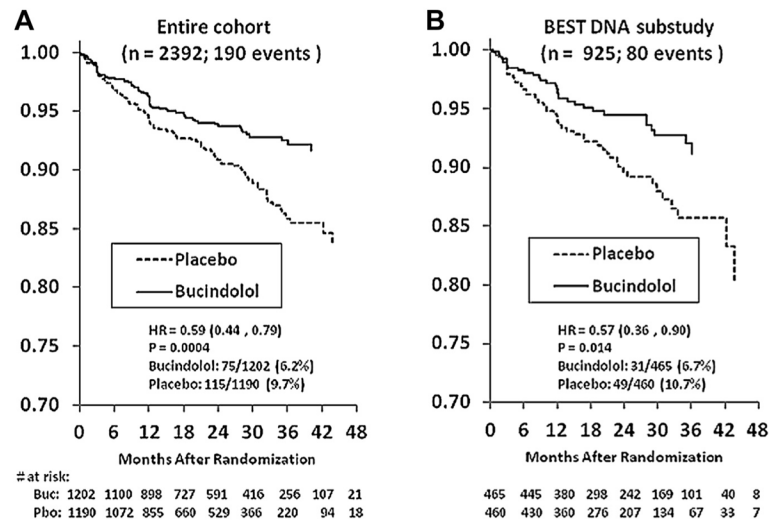 A
Entire cohort
(n = 2392; 190 events )
1.00
0.95
0.90
0.85
0.80
0.75
0.70
Placebo
Bucindolol
HR = 0.59 (0.44 , 0.79)
P = 0.0004
Bucindolol: 75/1202 (6.2%)
Placebo: 115/1190 (9.7%)
0 6 12 18 24 30 36 42 48
Months After Randomization
# at risk:
Buc: 1202 1100 898 727 591 416 256 107 21
Pbo: 1190 1072 855 660 529 366 220 94 18
B
BEST DNA substudy
(n = 925; 80 events )
1.00
0.95
0.90
0.85
0.80
0.75
0.70
Placebo
Bucindolol
HR = 0.57 (0.36 , 0.90)
P = 0.014
Bucindolol: 31/465 (6.7%)
Placebo: 49/460 (10.7%)
0 6 12 18 24 30 36 42 48
Months After Randomization
465 445 380 298 242 169 101 40 8
460 430 360 276 207 134 67 33 7